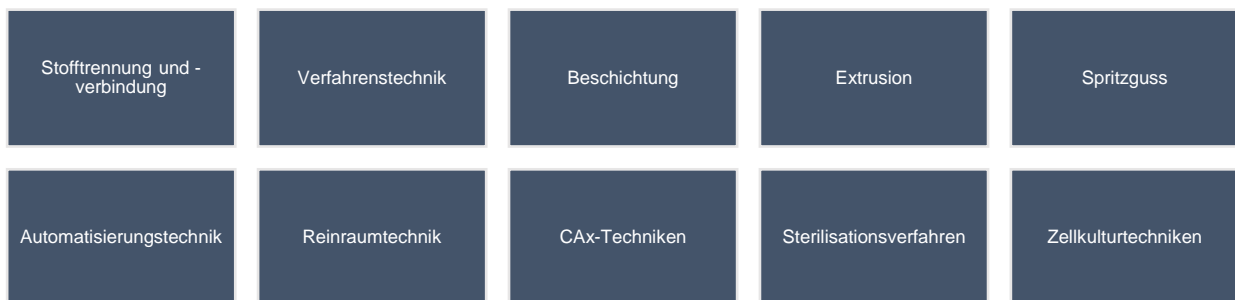 Stofftrennung und -
verbindung
Verfahrenstechnik
Beschichtung
Extrusion
Spritzguss
Automatisierungstechnik
Reinraumtechnik
CAx-Techniken
Sterilisationsverfahren
Zellkulturtechniken